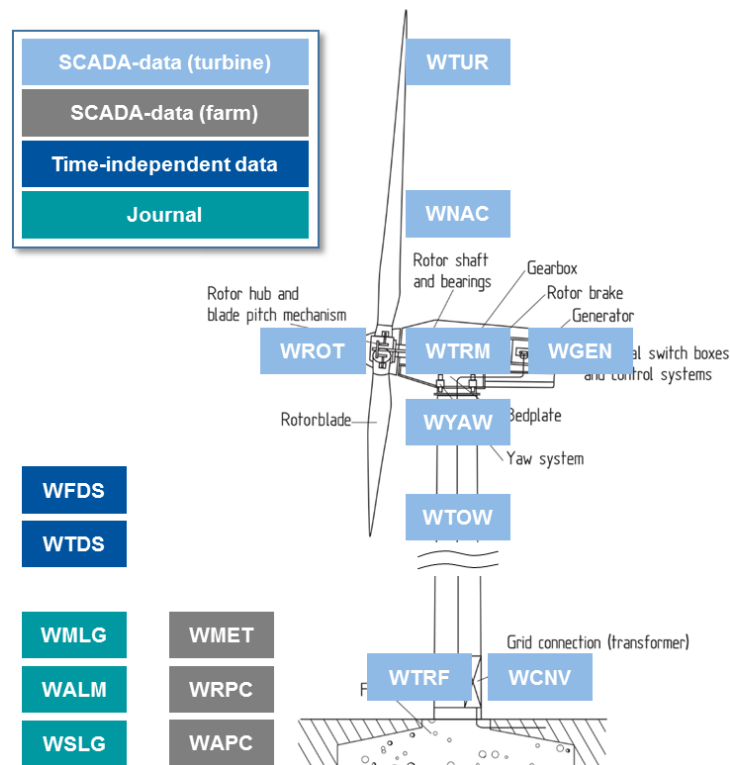 SCADA-data (turbine)
SCADA-data (farm)
Time-independent data
Journal
WTUR
WNAC
Rotor shaft
and bearings
Gearbox
Rotor brake
Generator
Rotor hub and
blade pitch mechanism
WROT
WTRM
WGEN
switch boxes
control systems
Rotorblade
WYAW
Bedplate
Yaw system
WFDS
WTDS
WTOW
WMLG
WMET
Grid connection (transformer)
WALM
WRPC
WTRF
WCNV
WSLG
WAPC